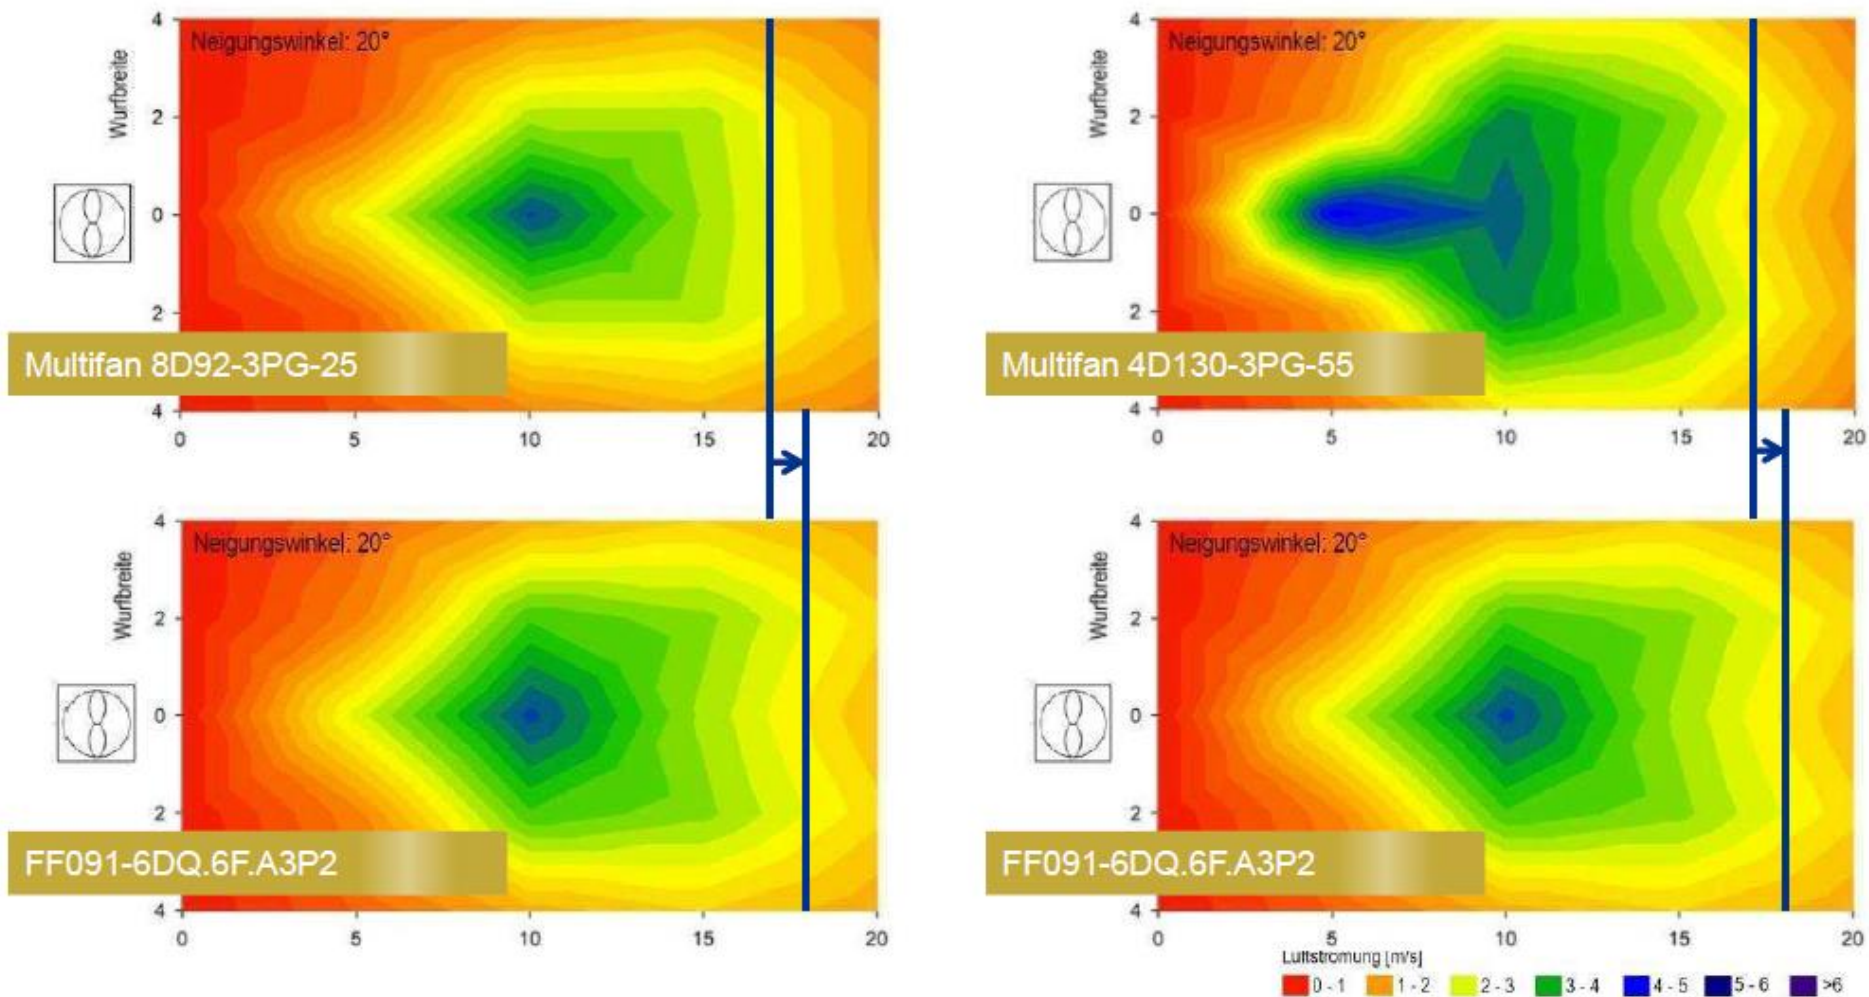 4
Neigungswinkel: 20°
Wurfbreite
2
0
2
Multifan 8D92-3PG-25
4
0 5 10 15 20
4
Neigungswinkel: 20°
Wurfbreite
2
0
2
Multifan 4D130-3PG-55
4
0 5 10 15 20
4
Neigungswinkel: 20°
Wurfbreite
2
0
2
FF091-6DQ.6F.A3P2
4
0 5 10 15 20
4
Neigungswinkel: 20°
Wurfbreite
2
0
2
FF091-6DQ.6F.A3P2
4
0 5 10 15 20
Luftströmung [m/s]
0 - 1 1 - 2 2 - 3 3 - 4 4 - 5 5 - 6 >6